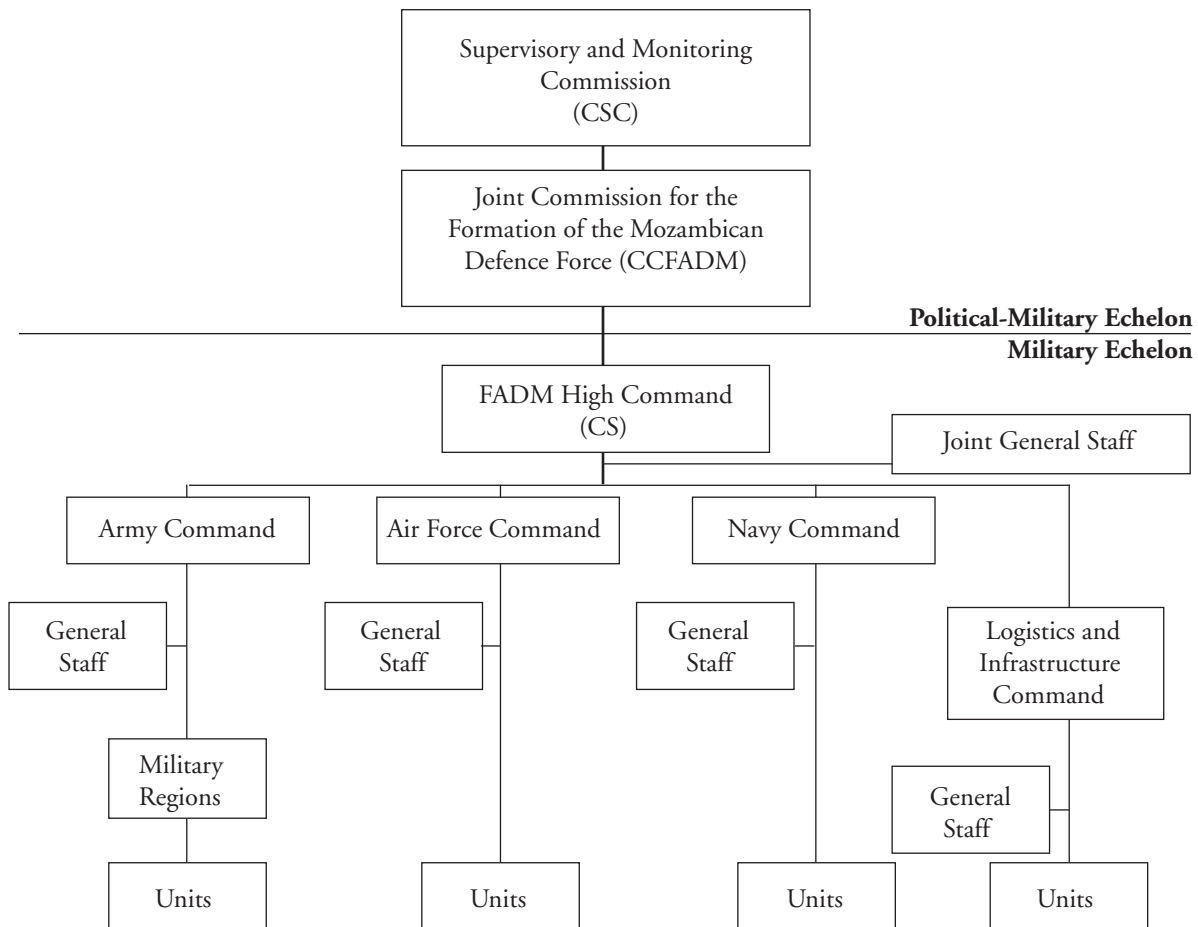 Supervisory and Monitoring
Commission
(CSC)
Joint Commission for the
Formation of the Mozambican
Defence Force (CCFADM)
Political-Military Echelon
Military Echelon
FADM High Command
(CS)
Joint General Staff
Army Command
Air Force Command
Navy Command
General
Staff
General
Staff
General
Staff
Logistics and
Infrastructure
Command
Military
Regions
General
Staff
Units
Units
Units
Units